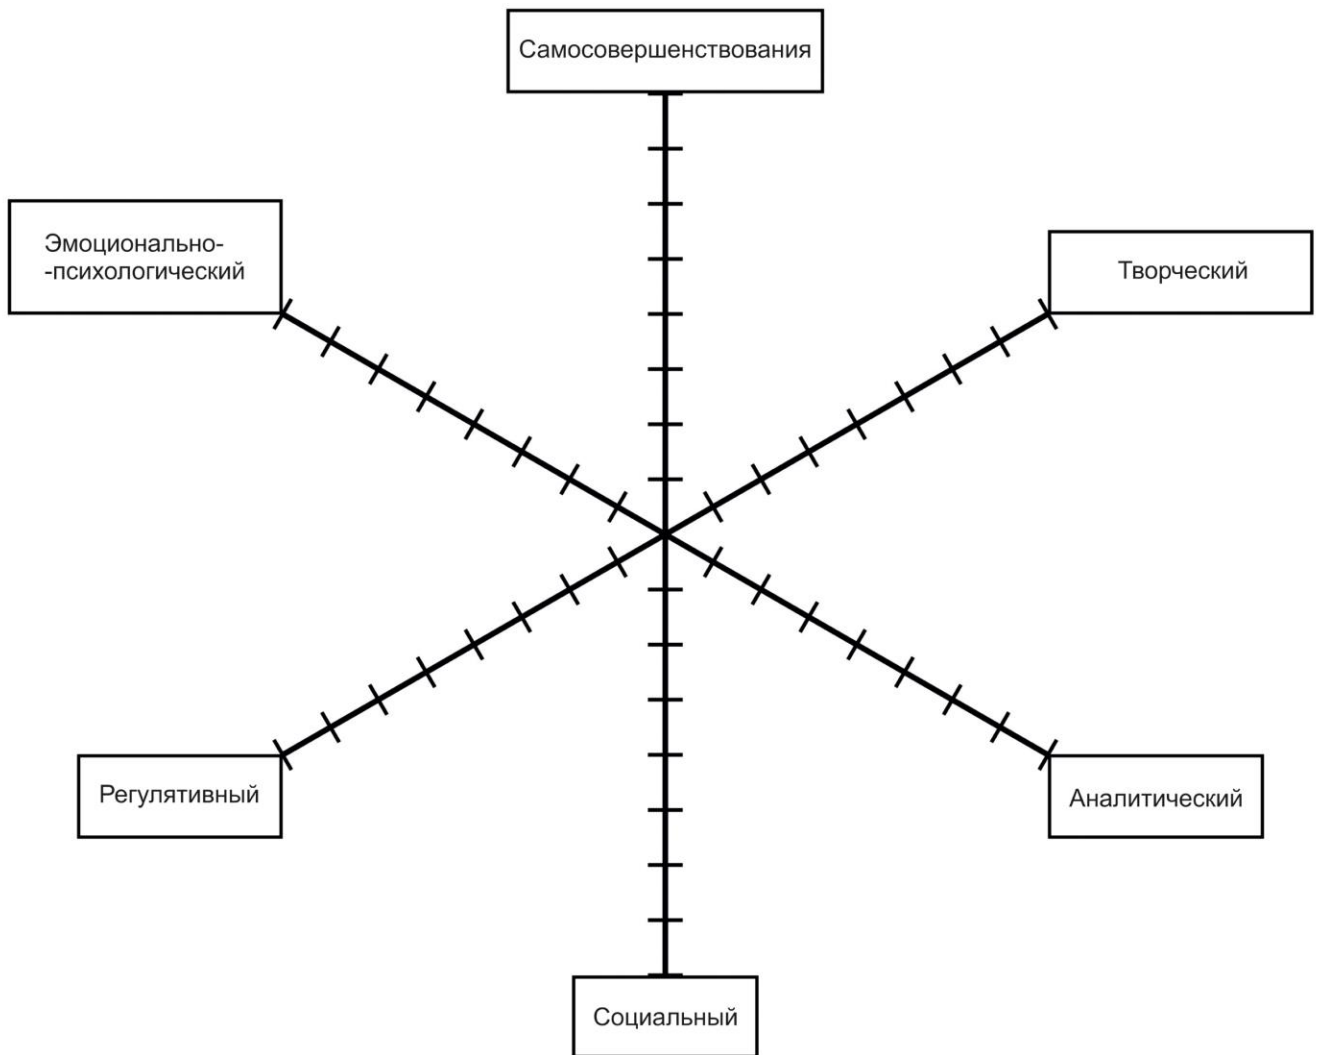 Самосовершенствования
Эмоционально-
-психологический
Творческий
Регулятивный
Аналитический
Социальный